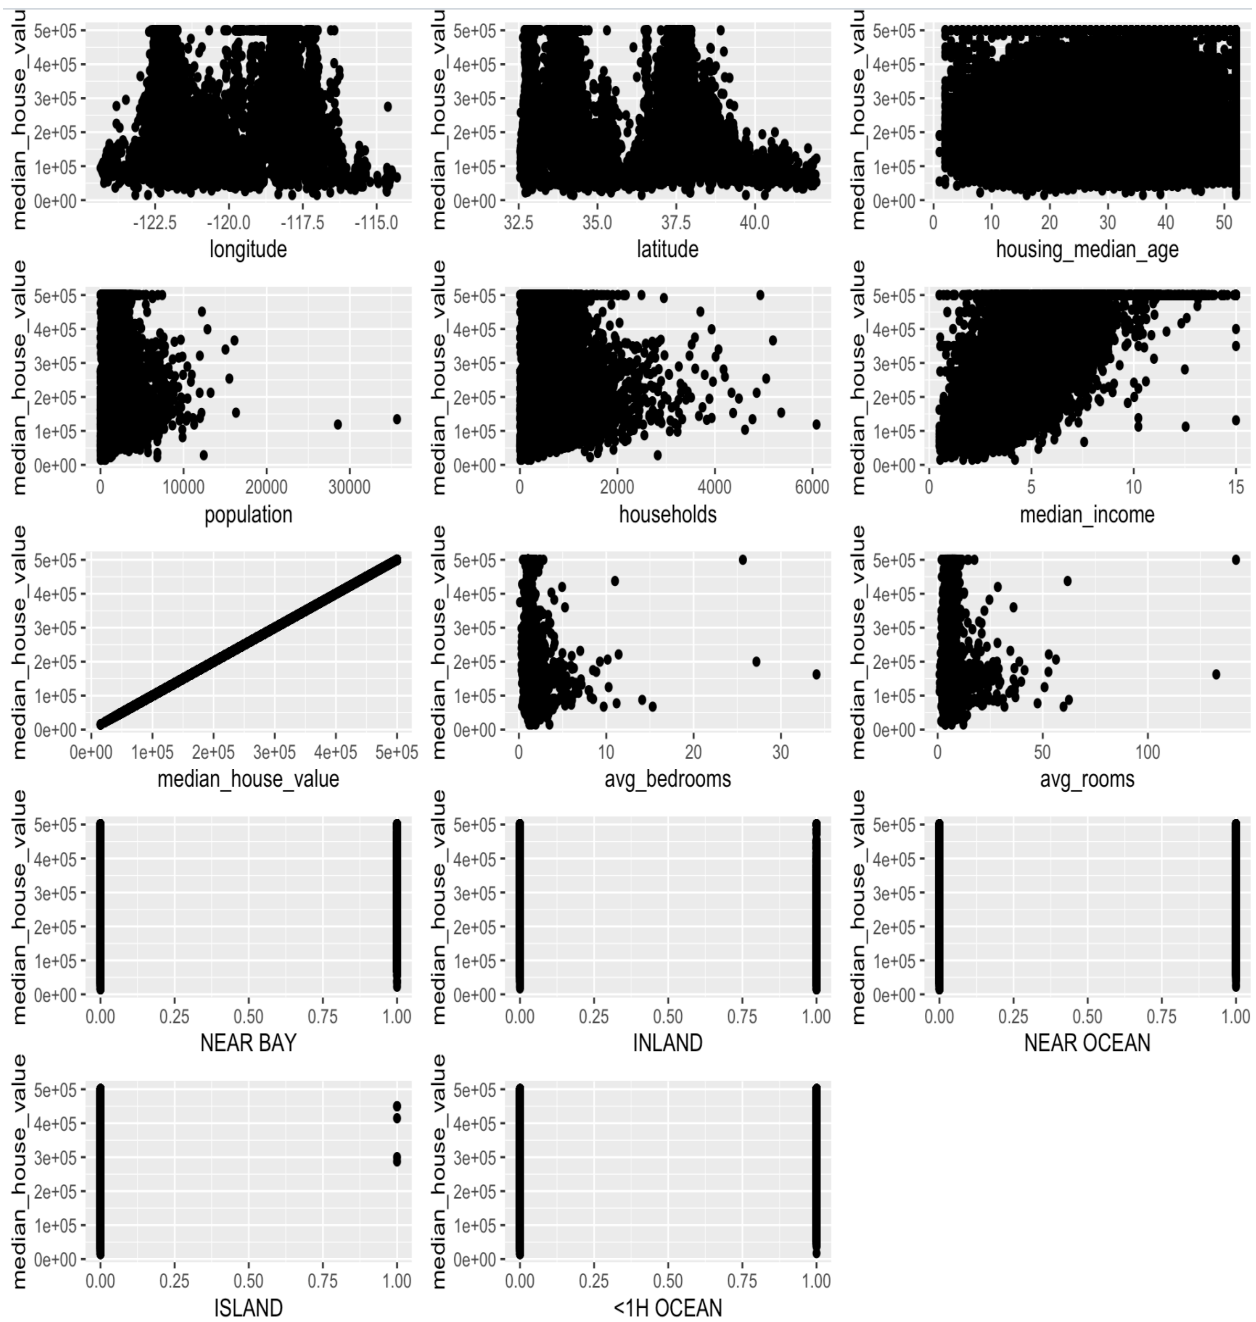 median_house_valu
5e+05
4e+05
3e+05
2e+05
1e+05
0e+00
-122.5 -120.0 -117.5 -115.0
longitude
median_house_valu
5e+05
4e+05
3e+05
2e+05
1e+05
0e+00
32.5 35.0 37.5 40.0
latitude
median_house_valu
5e+05
4e+05
3e+05
2e+05
1e+05
0e+00
0 10 20 30 40 50
housing_median_age
median_house_value
5e+05
4e+05
3e+05
2e+05
1e+05
0e+00
0 10000 20000 30000
population
median_house_value
5e+05
4e+05
3e+05
2e+05
1e+05
0e+00
0 2000 4000 6000
households
median_house_value
5e+05
4e+05
3e+05
2e+05
1e+05
0e+00
0 5 10 15
median_income
median_house_value
5e+05
4e+05
3e+05
2e+05
1e+05
0e+00
0e+00 1e+05 2e+05 3e+05 4e+05 5e+05
median_house_value
median_house_value
5e+05
4e+05
3e+05
2e+05
1e+05
0e+00
0 10 20 30
avg_bedrooms
median_house_value
5e+05
4e+05
3e+05
2e+05
1e+05
0e+00
0 50 100
avg_rooms
median_house_value
5e+05
4e+05
3e+05
2e+05
1e+05
0e+00
0.00 0.25 0.50 0.75 1.00
NEAR BAY
median_house_value
5e+05
4e+05
3e+05
2e+05
1e+05
0e+00
0.00 0.25 0.50 0.75 1.00
INLAND
median_house_value
5e+05
4e+05
3e+05
2e+05
1e+05
0e+00
0.00 0.25 0.50 0.75 1.00
NEAR OCEAN
median_house_value
5e+05
4e+05
3e+05
2e+05
1e+05
0e+00
0.00 0.25 0.50 0.75 1.00
ISLAND
median_house_value
5e+05
4e+05
3e+05
2e+05
1e+05
0e+00
0.00 0.25 0.50 0.75 1.00
<1H OCEAN